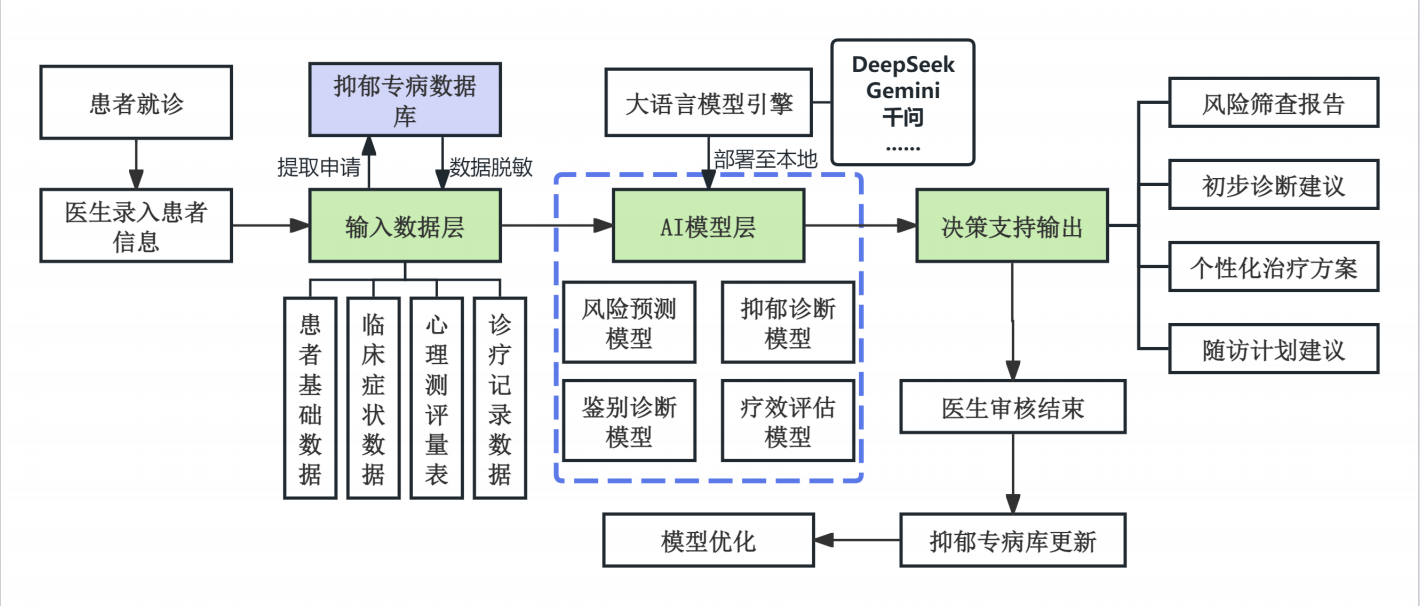 患者就诊
医生录入患者
信息
抑郁专病数据
库
提取申请
数据脱敏
输入数据层
患者基础数据
临床症状数据
心理测评量表
诊疗记录数据
大语言模型引擎
DeepSeek
Gemini
千问
……
部署至本地
AI模型层
风险预测
模型
抑郁诊断
模型
鉴别诊断
模型
疗效评估
模型
决策支持输出
风险筛查报告
初步诊断建议
个性化治疗方案
随访计划建议
医生审核结束
抑郁专病库更新
模型优化